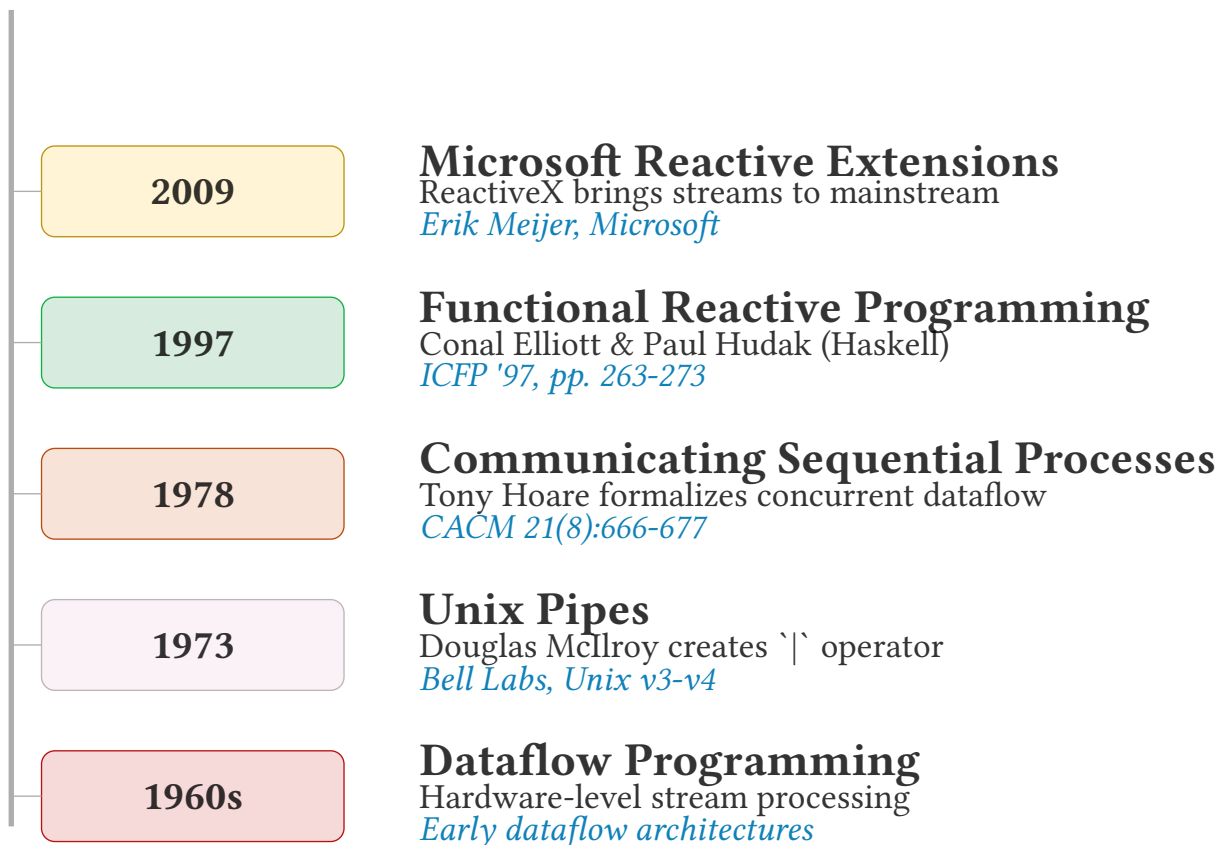 2009
Microsoft Reactive Extensions
ReactiveX brings streams to mainstream
Erik Meijer, Microsoft
1997
Functional Reactive Programming
Conal Elliott & Paul Hudak (Haskell)
ICFP '97, pp. 263-273
1978
Communicating Sequential Processes
Tony Hoare formalizes concurrent dataflow
CACM 21(8):666-677
1973
Unix Pipes
Douglas McIlroy creates `|` operator
Bell Labs, Unix v3-v4
1960s
Dataflow Programming
Hardware-level stream processing
Early dataflow architectures